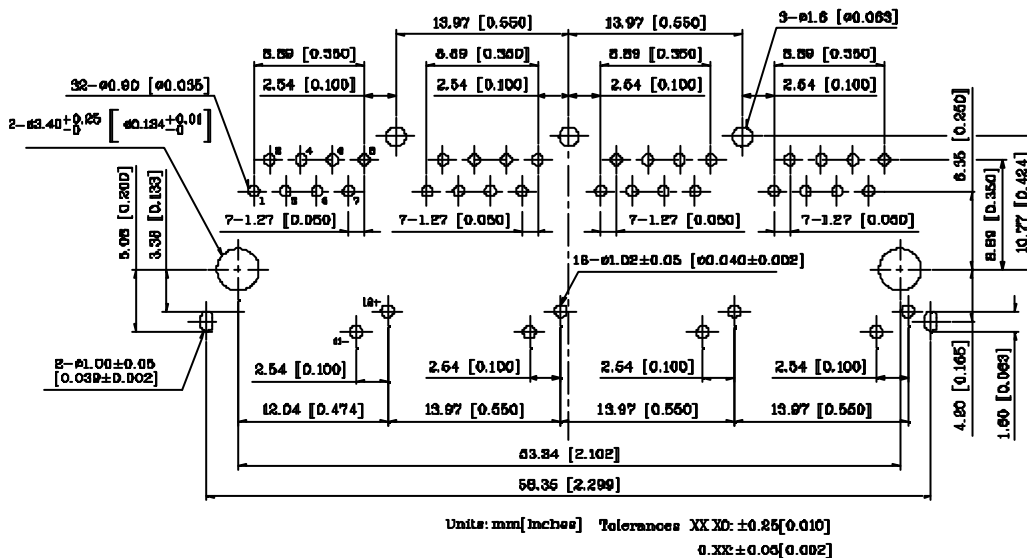 13.97 [0.550] 13.97 [0.550] 3-ø1.6 [ø0.063]
8.89 [0.350] 8.89 [0.350] 8.89 [0.350] 8.89 [0.350]
2.54 [0.100] 2.54 [0.100] 2.54 [0.100] 2.54 [0.100]
32-ø0.90 [ø0.035]
2-ø3.40+0.25 -0 [ø0.134+0.01 -0]
4
1
7
7-1.27 [0.050] 7-1.27 [0.050] 7-1.27 [0.050] 7-1.27 [0.050]
5.08 [0.200]
3.38 [0.133]
6.35 [0.250]
8.89 [0.350]
10.77 [0.424]
16-ø1.02±0.05 [ø0.040±0.002]
12+
11-
2-ø1.00±0.05
[0.039±0.002]
2.54 [0.100] 2.54 [0.100] 2.54 [0.100] 2.54 [0.100]
12.04 [0.474] 13.97 [0.550] 13.97 [0.550] 13.97 [0.550]
4.20 [0.165]
1.60 [0.063]
53.34 [2.102]
58.35 [2.299]
Units: mm[Inches] Tolerances XX.XX: ±0.25[0.010]
0.XX: ±0.05[0.002]